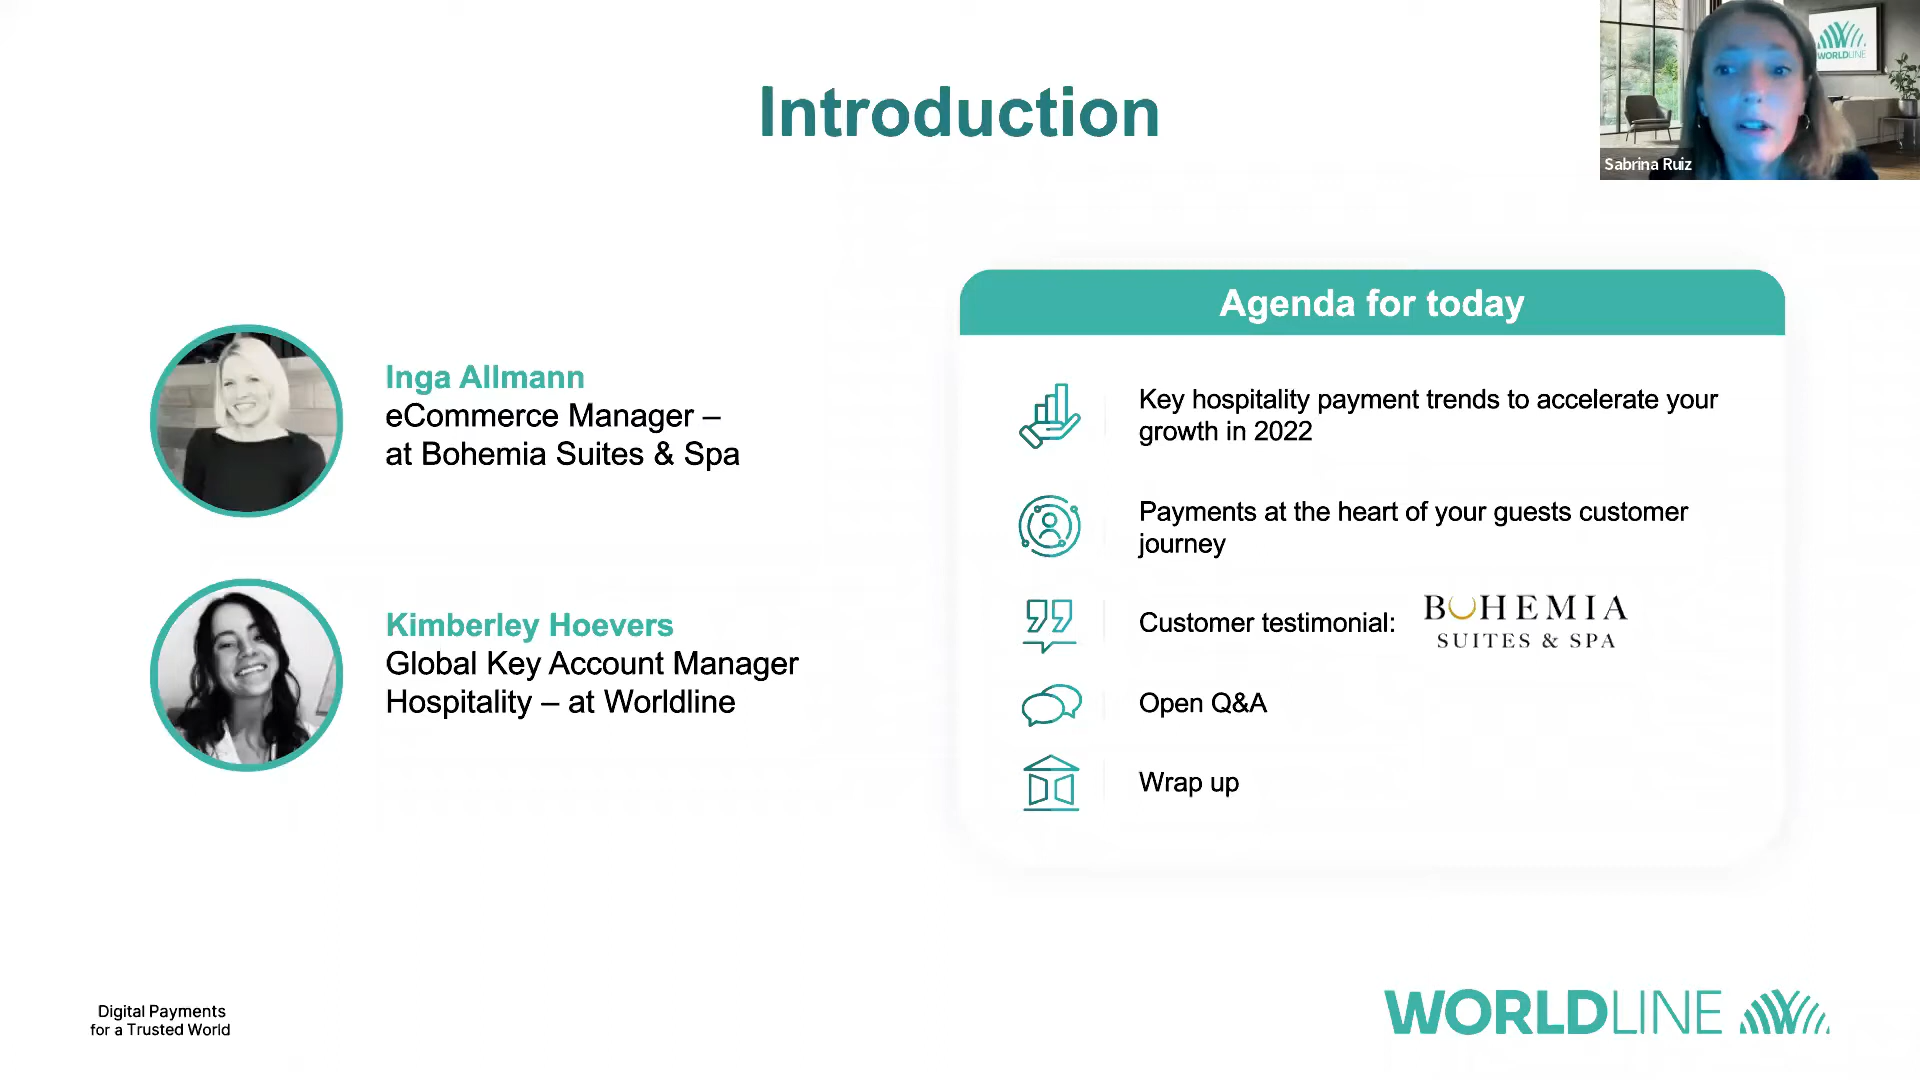 Introduction
WORLDLINE
Sabrina Ruiz
Inga Allmann
eCommerce Manager –
at Bohemia Suites & Spa
Kimberley Hoevers
Global Key Account Manager
Hospitality – at Worldline
Agenda for today
Key hospitality payment trends to accelerate your
growth in 2022
Payments at the heart of your guests customer
journey
Customer testimonial:
BOHEMIA
SUITES & SPA
Open Q&A
Wrap up
Digital Payments
for a Trusted World
WORLDLINE